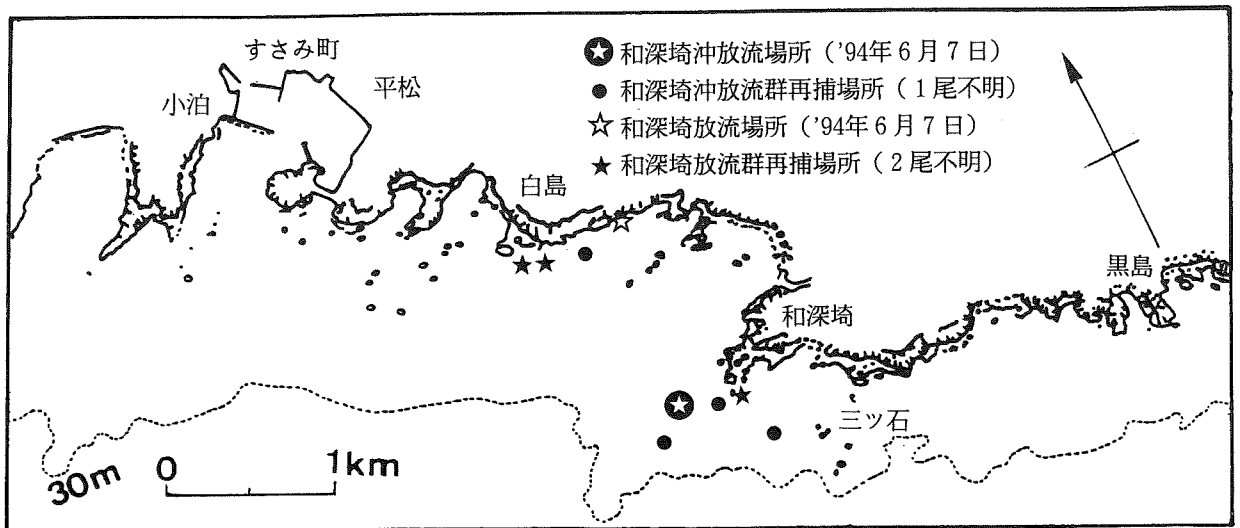 すさみ町
小泊
平松
✪ 和深埼沖放流場所（'94年6月7日）
● 和深埼沖放流群再捕場所（1尾不明）
☆ 和深埼放流場所（'94年6月7日）
★ 和深埼放流群再捕場所（2尾不明）
白島
黒島
和深埼
三ッ石
30m
0 1km